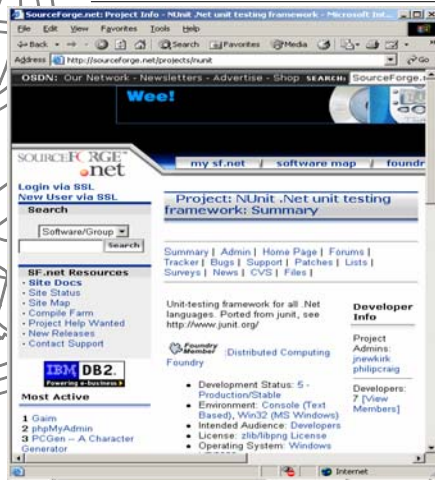 SourceForge.net: Project Info - NUnit .Net unit testing framework - Microsoft Int...
File Edit View Favorites Tools Help
Back Search Favorites Media
Address http://sourceforge.net/projects/nunit Go
OSDN: Our Network - Newsletters - Advertise - Shop SEARCH: SourceForge.
Wee!
SOURCEFORGE™
.net
my sf.net software map foundr
Login via SSL
New User via SSL
Search
Software/Group
Search
SF.net Resources
· Site Docs
· Site Status
· Site Map
· Compile Farm
· Project Help Wanted
· New Releases
· Contact Support
IBM DB2.
Powering e-business
Most Active
1 Gaim
2 phpMyAdmin
3 PCGen -- A Character
Generator
Project: NUnit .Net unit testing
framework: Summary
Summary | Admin | Home Page | Forums |
Tracker | Bugs | Support | Patches | Lists |
Surveys | News | CVS | Files |
Unit-testing framework for all .Net
languages. Ported from junit, see
http://www.junit.org/
Foundry
Member :Distributed Computing
Foundry
• Development Status: 5 -
Production/Stable
• Environment: Console (Text
Based), Win32 (MS Windows)
• Intended Audience: Developers
• License: zlib/libpng License
• Operating System: Windows
Developer
Info
Project
Admins:
jnewkirk
philipcraig
Developers:
7 [View
Members]
Internet